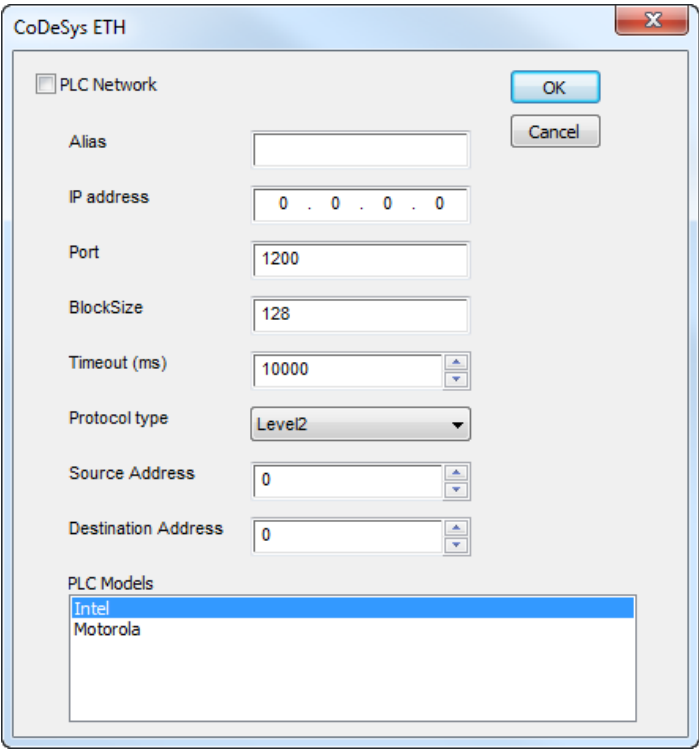 CoDeSys ETH
PLC Network
OK
Cancel
Alias
IP address
0 . 0 . 0 . 0
Port
1200
BlockSize
128
Timeout (ms)
10000
Protocol type
Level2
Source Address
0
Destination Address
0
PLC Models
Intel
Motorola